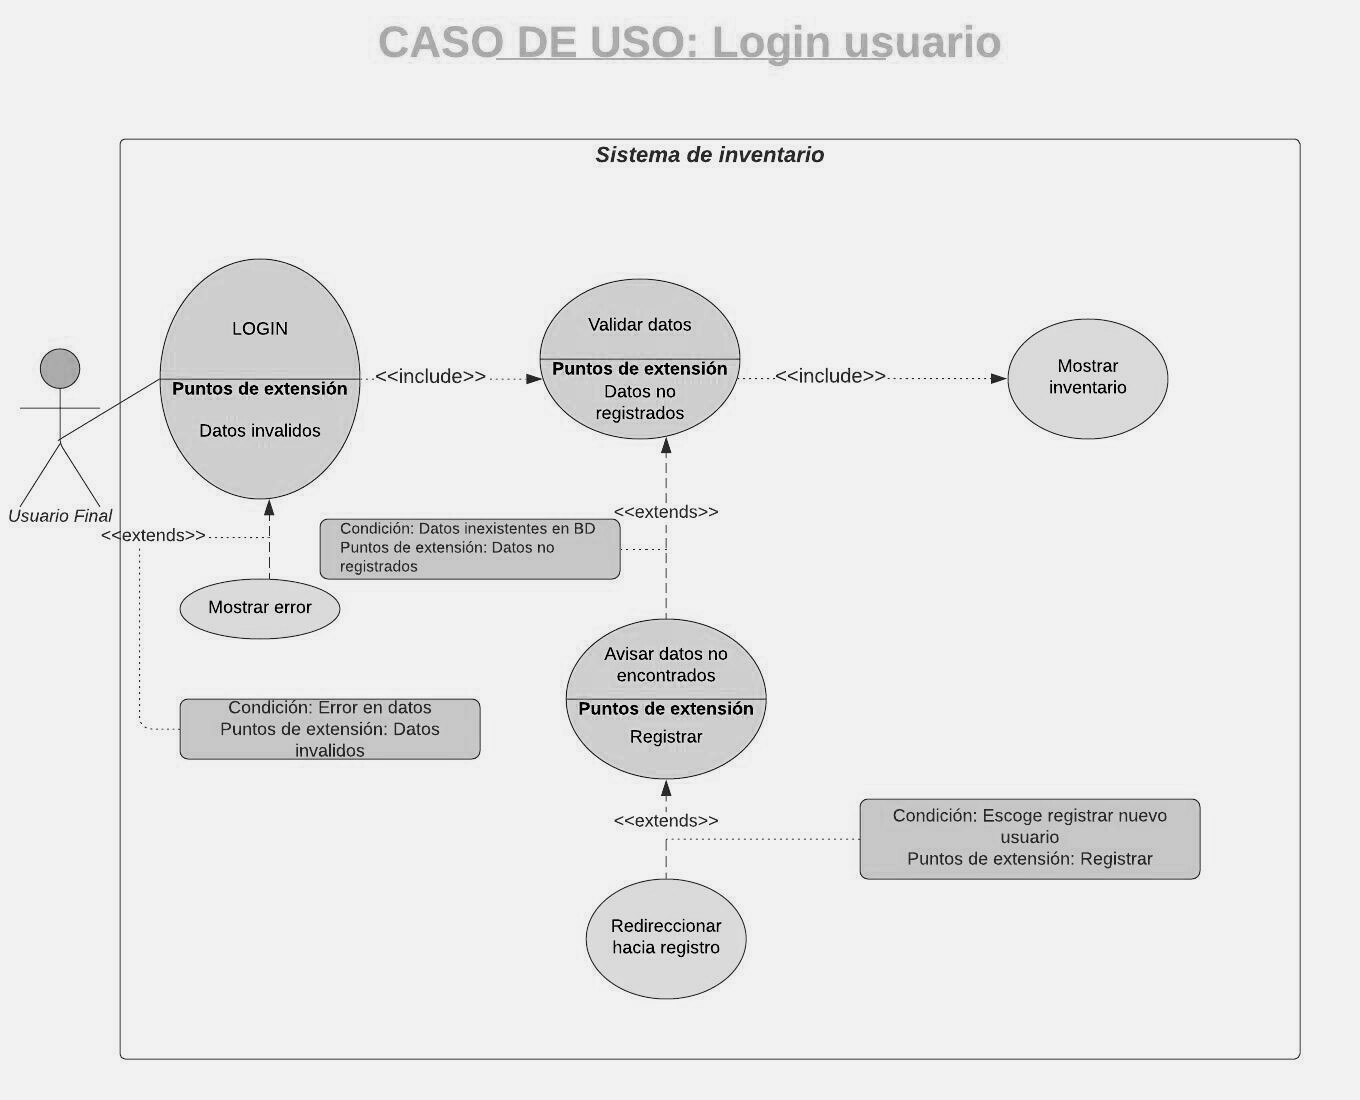 CASO DE USO: Login usuario
Sistema de inventario
LOGIN
Puntos de extensión
Datos invalidos
<<include>>
Validar datos
Puntos de extensión
Datos no
registrados
<<include>>
Mostrar
inventario
Usuario Final
<<extends>>
Mostrar error
Condición: Error en datos
Puntos de extensión: Datos
invalidos
<<extends>>
Condición: Datos inexistentes en BD
Puntos de extensión: Datos no
registrados
Avisar datos no
encontrados
Puntos de extensión
Registrar
<<extends>>
Condición: Escoge registrar nuevo
usuario
Puntos de extensión: Registrar
Redireccionar
hacia registro